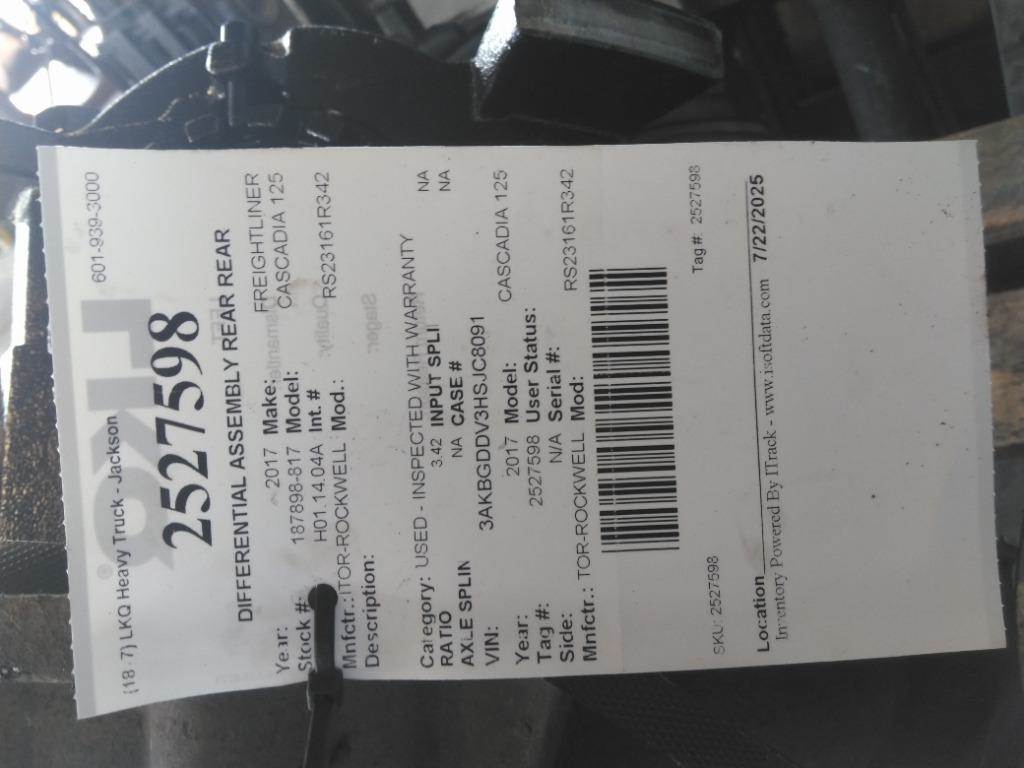 (18 -7) LKQ Heavy Truck - Jackson 601-939-3000
LKQ
2527598
DIFFERENTIAL ASSEMBLY REAR REAR
Year: 2017 Make: FREIGHTLINER
Stock #: 187898-817 Model: CASCADIA 125
H01.14.04A Int. # RS23161R342
Mnfctr.: ITOR-ROCKWELL Mod.:
Description:
Category: USED - INSPECTED WITH WARRANTY
RATIO 3.42 INPUT SPLI NA
AXLE SPLIN NA CASE # NA
VIN: 3AKBGDDV3HSJC8091
Year: 2017 Model: CASCADIA 125
Tag #: 2527598 User Status:
Side: N/A Serial #:
Mnfctr.: TOR-ROCKWELL Mod: RS23161R342
SKU: 2527598 Tag# 2527598
Location 7/22/2025
Inventory Powered By ITrack - www.isoftdata.com